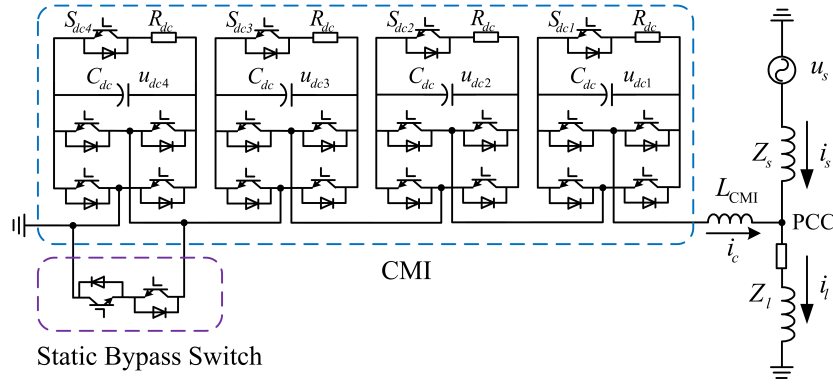 S_dc4 R_dc S_dc3 R_dc S_dc2 R_dc S_dc1 R_dc
C_dc u_dc4 C_dc u_dc3 C_dc u_dc2 C_dc u_dc1
u_s
Z_s i_s
L_CMI
PCC
i_c
CMI
Z_l i_l
Static Bypass Switch